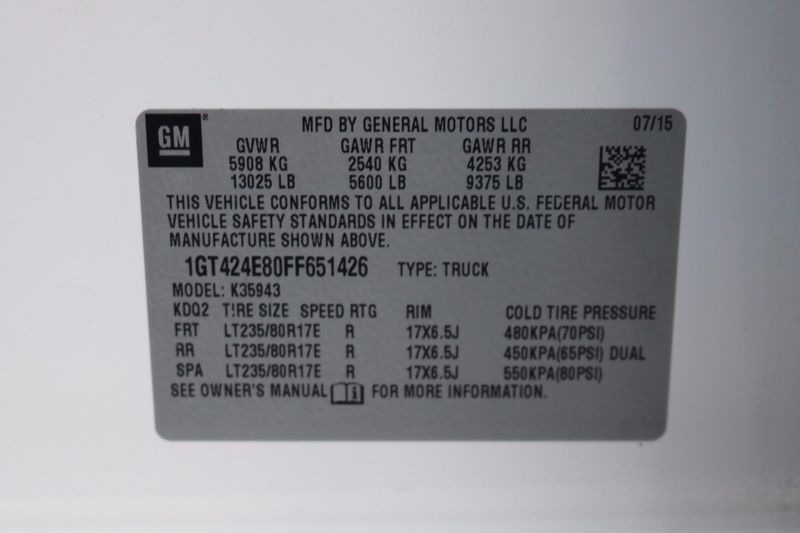 GM® MFD BY GENERAL MOTORS LLC 07/15
GVWR GAWR FRT GAWR RR
5908 KG 2540 KG 4253 KG
13025 LB 5600 LB 9375 LB
THIS VEHICLE CONFORMS TO ALL APPLICABLE U.S. FEDERAL MOTOR
VEHICLE SAFETY STANDARDS IN EFFECT ON THE DATE OF
MANUFACTURE SHOWN ABOVE.
1GT424E80FF651426 TYPE: TRUCK
MODEL: K35943
KDQ2 TIRE SIZE SPEED RTG RIM COLD TIRE PRESSURE
FRT LT235/80R17E R 17X6.5J 480KPA(70PSI)
RR LT235/80R17E R 17X6.5J 450KPA(65PSI) DUAL
SPA LT235/80R17E R 17X6.5J 550KPA(80PSI)
SEE OWNER'S MANUAL i FOR MORE INFORMATION.